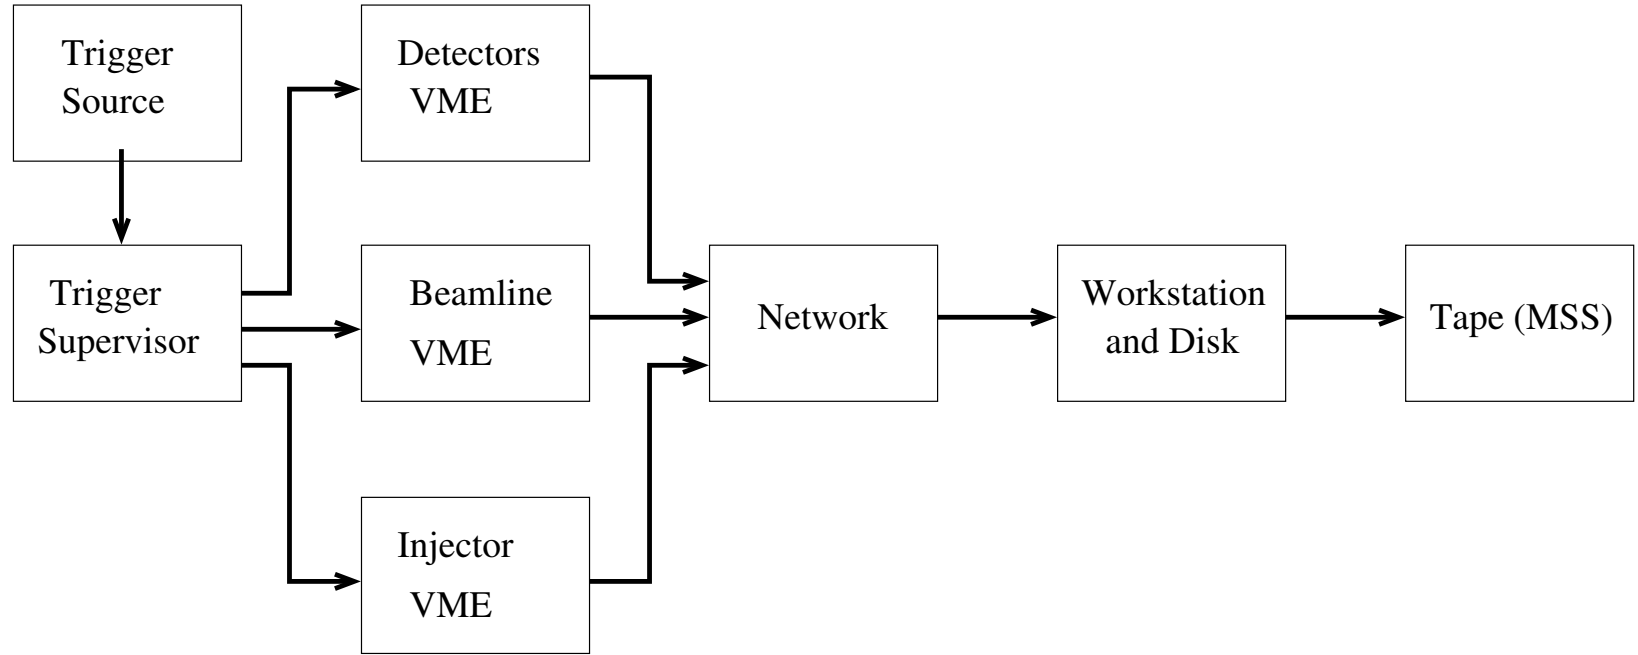 Trigger
Source
Detectors
VME
Trigger
Supervisor
Beamline
VME
Network
Workstation
and Disk
Tape (MSS)
Injector
VME